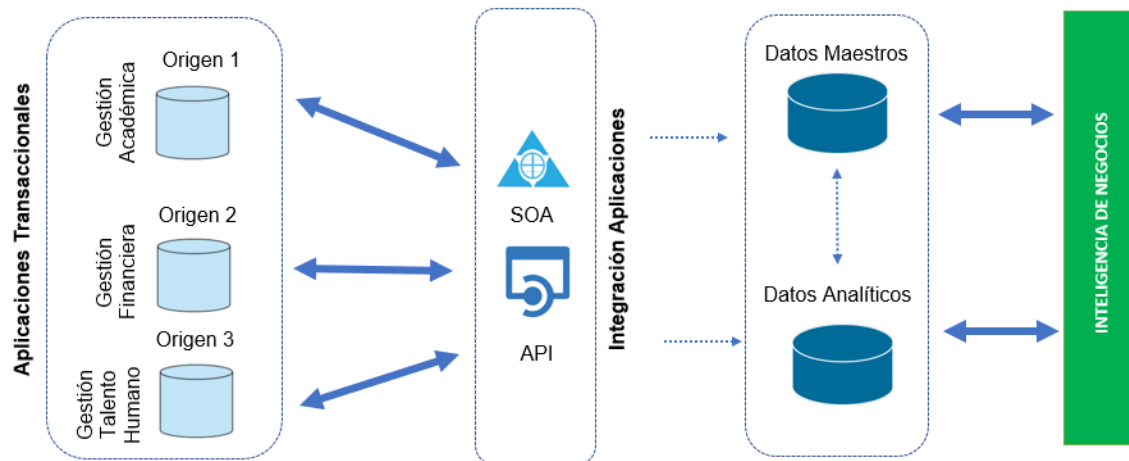 Aplicaciones Transaccionales
Origen 1
Gestión
Académica
Origen 2
Gestión
Financiera
Origen 3
Gestión
Talento
Humano
SOA
API
Integración Aplicaciones
Datos Maestros
Datos Analíticos
INTELIGENCIA DE NEGOCIOS